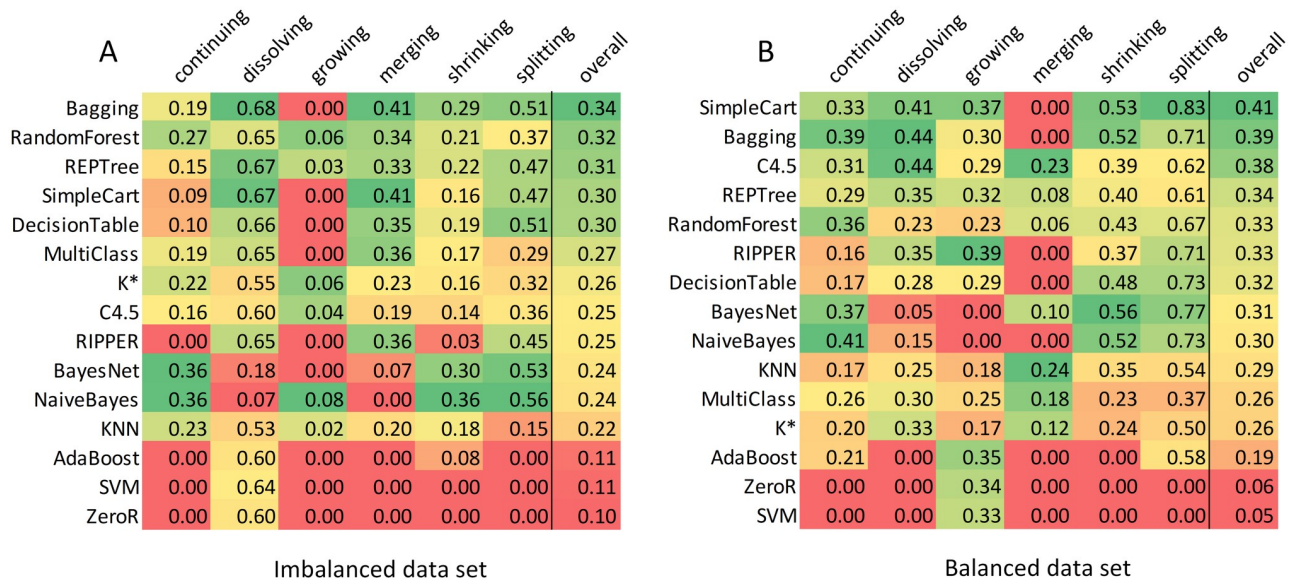 A continuing dissolving growing merging shrinking splitting overall
Bagging 0.19 0.68 0.00 0.41 0.29 0.51 0.34
RandomForest 0.27 0.65 0.06 0.34 0.21 0.37 0.32
REPTree 0.15 0.67 0.03 0.33 0.22 0.47 0.31
SimpleCart 0.09 0.67 0.00 0.41 0.16 0.47 0.30
DecisionTable 0.10 0.66 0.00 0.35 0.19 0.51 0.30
MultiClass 0.19 0.65 0.00 0.36 0.17 0.29 0.27
K* 0.22 0.55 0.06 0.23 0.16 0.32 0.26
C4.5 0.16 0.60 0.04 0.19 0.14 0.36 0.25
RIPPER 0.00 0.65 0.00 0.36 0.03 0.45 0.25
BayesNet 0.36 0.18 0.00 0.07 0.30 0.53 0.24
NaiveBayes 0.36 0.07 0.08 0.00 0.36 0.56 0.24
KNN 0.23 0.53 0.02 0.20 0.18 0.15 0.22
AdaBoost 0.00 0.60 0.00 0.00 0.08 0.00 0.11
SVM 0.00 0.64 0.00 0.00 0.00 0.00 0.11
ZeroR 0.00 0.60 0.00 0.00 0.00 0.00 0.10
Imbalanced data set
B continuing dissolving growing merging shrinking splitting overall
SimpleCart 0.33 0.41 0.37 0.00 0.53 0.83 0.41
Bagging 0.39 0.44 0.30 0.00 0.52 0.71 0.39
C4.5 0.31 0.44 0.29 0.23 0.39 0.62 0.38
REPTree 0.29 0.35 0.32 0.08 0.40 0.61 0.34
RandomForest 0.36 0.23 0.23 0.06 0.43 0.67 0.33
RIPPER 0.16 0.35 0.39 0.00 0.37 0.71 0.33
DecisionTable 0.17 0.28 0.29 0.00 0.48 0.73 0.32
BayesNet 0.37 0.05 0.00 0.10 0.56 0.77 0.31
NaiveBayes 0.41 0.15 0.00 0.00 0.52 0.73 0.30
KNN 0.17 0.25 0.18 0.24 0.35 0.54 0.29
MultiClass 0.26 0.30 0.25 0.18 0.23 0.37 0.26
K* 0.20 0.33 0.17 0.12 0.24 0.50 0.26
AdaBoost 0.21 0.00 0.35 0.00 0.00 0.58 0.19
ZeroR 0.00 0.00 0.34 0.00 0.00 0.00 0.06
SVM 0.00 0.00 0.33 0.00 0.00 0.00 0.05
Balanced data set